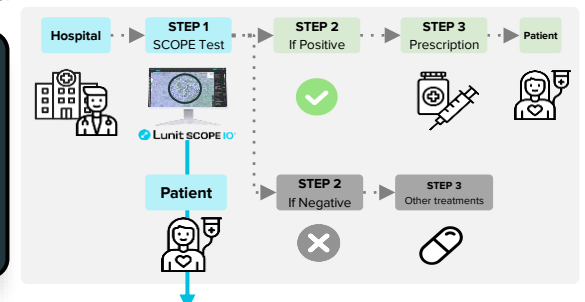 Hospital
STEP 1
SCOPE Test
STEP 2
If Positive
STEP 3
Prescription
Patient
Lunit SCOPE IO
Patient
STEP 2
If Negative
STEP 3
Other treatments